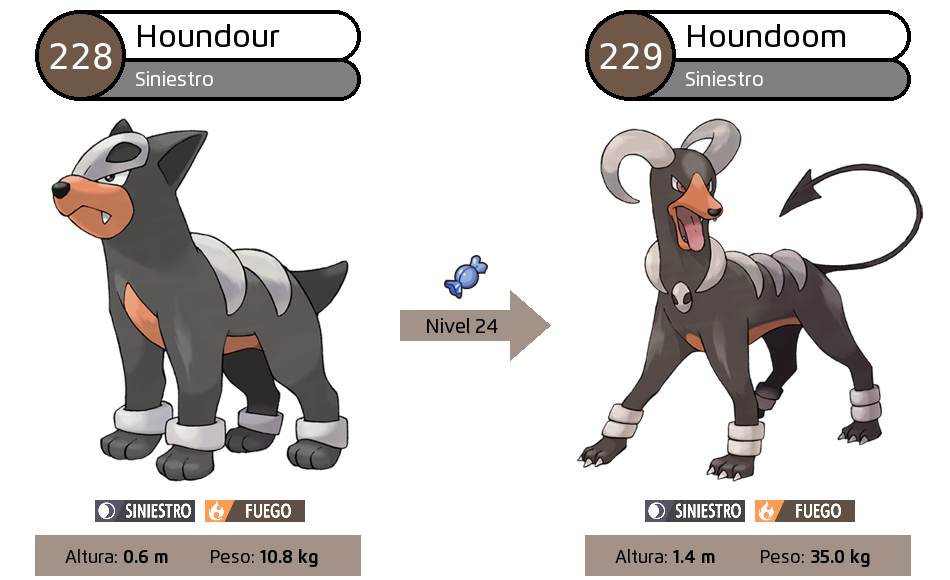 228 Houndour
Siniestro
229 Houndoom
Siniestro
Nivel 24
SINIESTRO FUEGO
SINIESTRO FUEGO
Altura: 0.6 m Peso: 10.8 kg
Altura: 1.4 m Peso: 35.0 kg